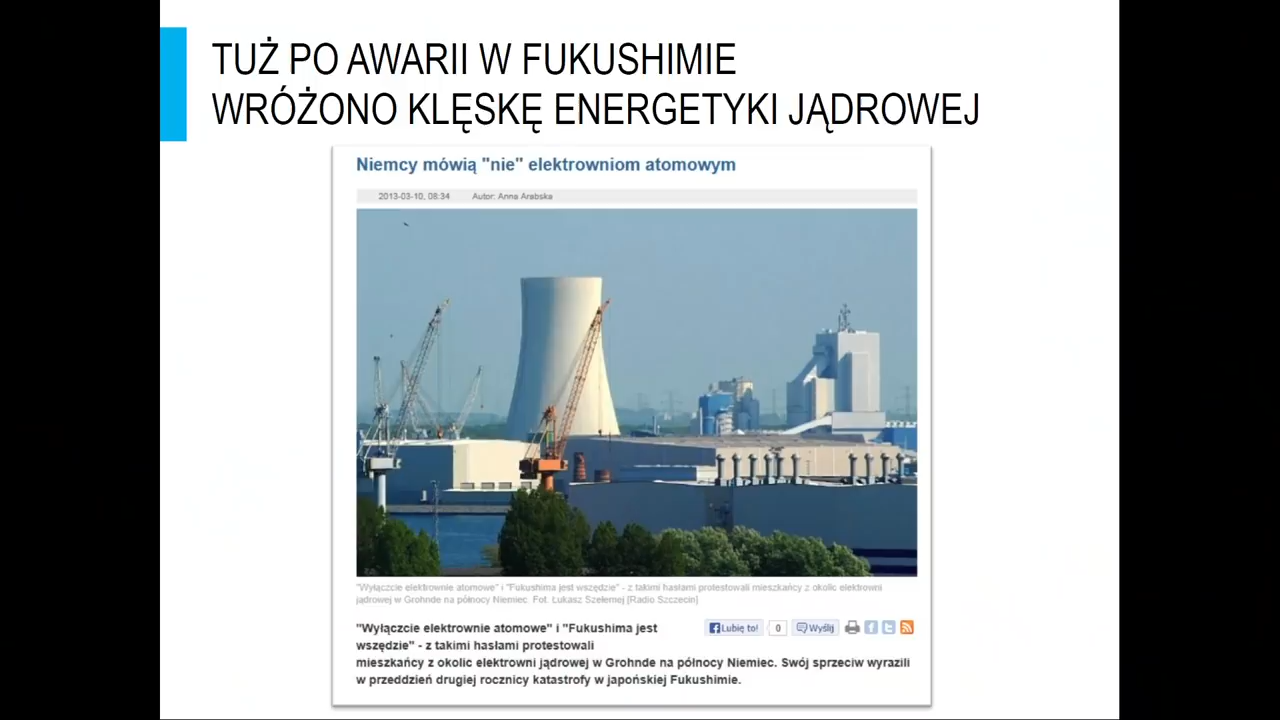 TUŻ PO AWARII W FUKUSHIMIE
WRÓŻONO KLĘSKĘ ENERGETYKI JĄDROWEJ
Niemcy mówią "nie" elektrowniom atomowym
2013-03-10, 08:34 Autor: Anna Arabska
"Wyłączcie elektrownie atomowe" i "Fukushima jest wszędzie" - z takimi hasłami protestowali mieszkańcy z okolic elektrowni
jądrowej w Grohnde na północy Niemiec. Fot. Łukasz Szełemej [Radio Szczecin]
"Wyłączcie elektrownie atomowe" i "Fukushima jest
wszędzie" - z takimi hasłami protestowali
Lubię to! 0 Wyślij
mieszkańcy z okolic elektrowni jądrowej w Grohnde na północy Niemiec. Swój sprzeciw wyrazili
w przeddzień drugiej rocznicy katastrofy w japońskiej Fukushimie.